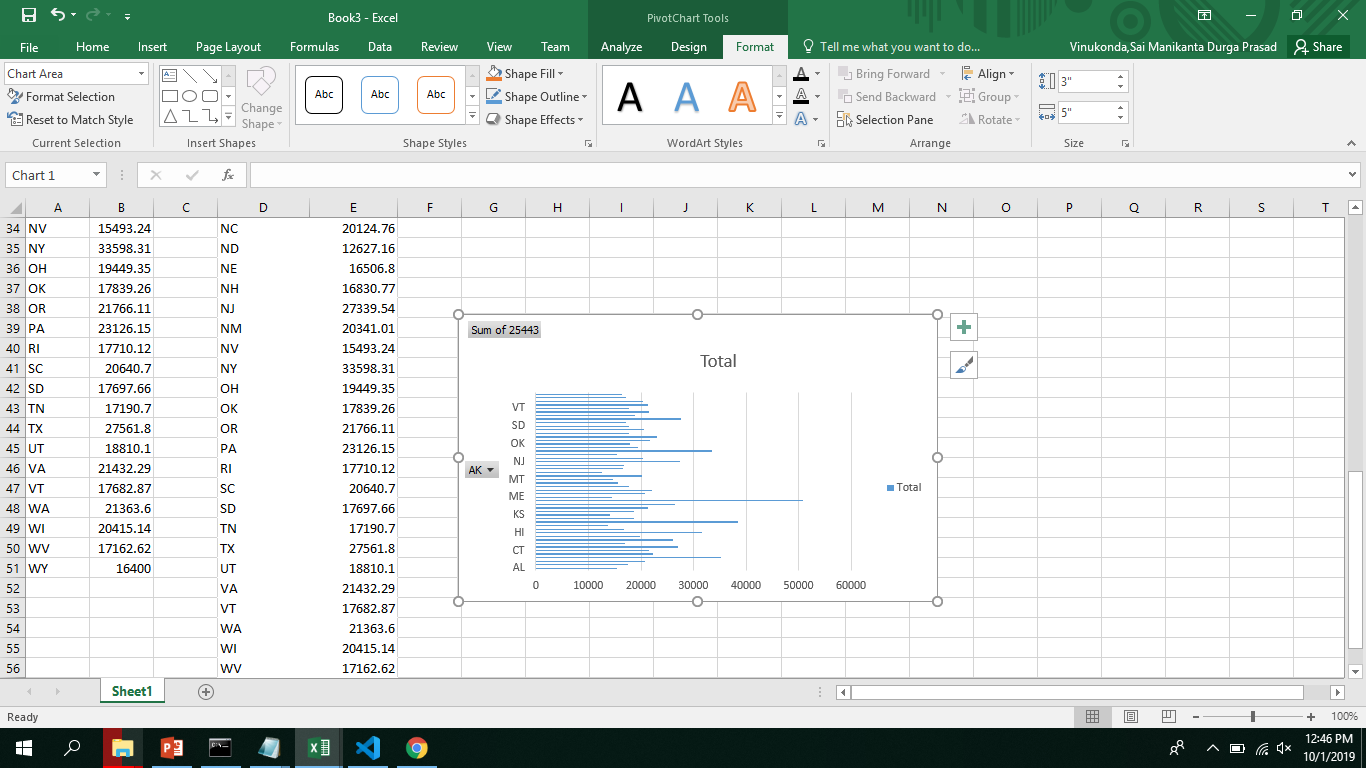 Book3 - Excel
PivotChart Tools
File Home Insert Page Layout Formulas Data Review View Team Analyze Design Format Tell me what you want to do... Vinukonda,Sai Manikanta Durga Prasad Share
Chart Area
Format Selection
Reset to Match Style
Current Selection
Change
Shape
Insert Shapes
Abc Abc Abc
Shape Fill
Shape Outline
Shape Effects
Shape Styles
A A A
A
A
A
WordArt Styles
Bring Forward
Send Backward
Selection Pane
Align
Group
Rotate
Arrange
3"
5"
Size
Chart 1 fx
A B C D E F G H I J K L M N O P Q R S T
34 NV 15493.24 NC 20124.76
35 NY 33598.31 ND 12627.16
36 OH 19449.35 NE 16506.8
37 OK 17839.26 NH 16830.77
38 OR 21766.11 NJ 27339.54
39 PA 23126.15 NM 20341.01
40 RI 17710.12 NV 15493.24
41 SC 20640.7 NY 33598.31
42 SD 17697.66 OH 19449.35
43 TN 17190.7 OK 17839.26
44 TX 27561.8 OR 21766.11
45 UT 18810.1 PA 23126.15
46 VA 21432.29 RI 17710.12
47 VT 17682.87 SC 20640.7
48 WA 21363.6 SD 17697.66
49 WI 20415.14 TN 17190.7
50 WV 17162.62 TX 27561.8
51 WY 16400 UT 18810.1
52 VA 21432.29
53 VT 17682.87
54 WA 21363.6
55 WI 20415.14
56 WV 17162.62
Sum of 25443
Total
VT
SD
OK
NJ
AK
MT
ME
KS
HI
CT
AL
Total
0 10000 20000 30000 40000 50000 60000
Sheet1
Ready
100%
12:46 PM
10/1/2019